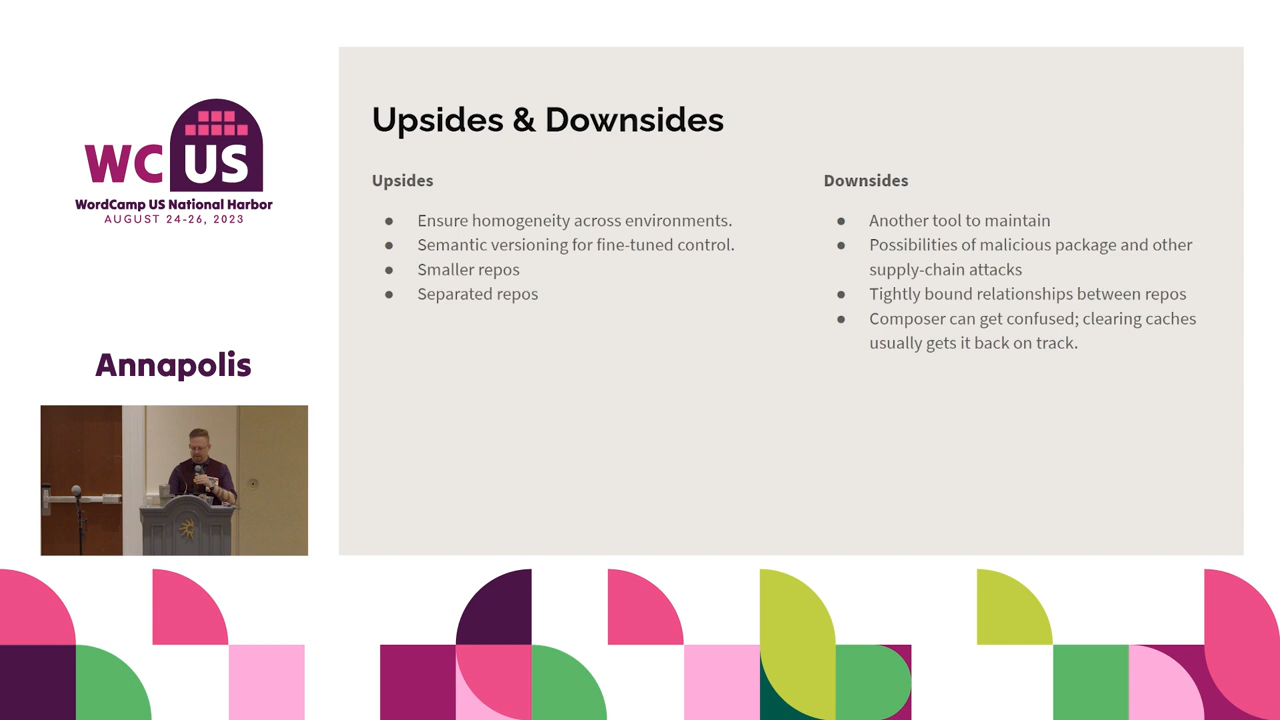 WC US
WordCamp US National Harbor
AUGUST 24-26, 2023
Annapolis
Upsides & Downsides
Upsides
● Ensure homogeneity across environments.
● Semantic versioning for fine-tuned control.
● Smaller repos
● Separated repos
Downsides
● Another tool to maintain
● Possibilities of malicious package and other
supply-chain attacks
● Tightly bound relationships between repos
● Composer can get confused; clearing caches
usually gets it back on track.